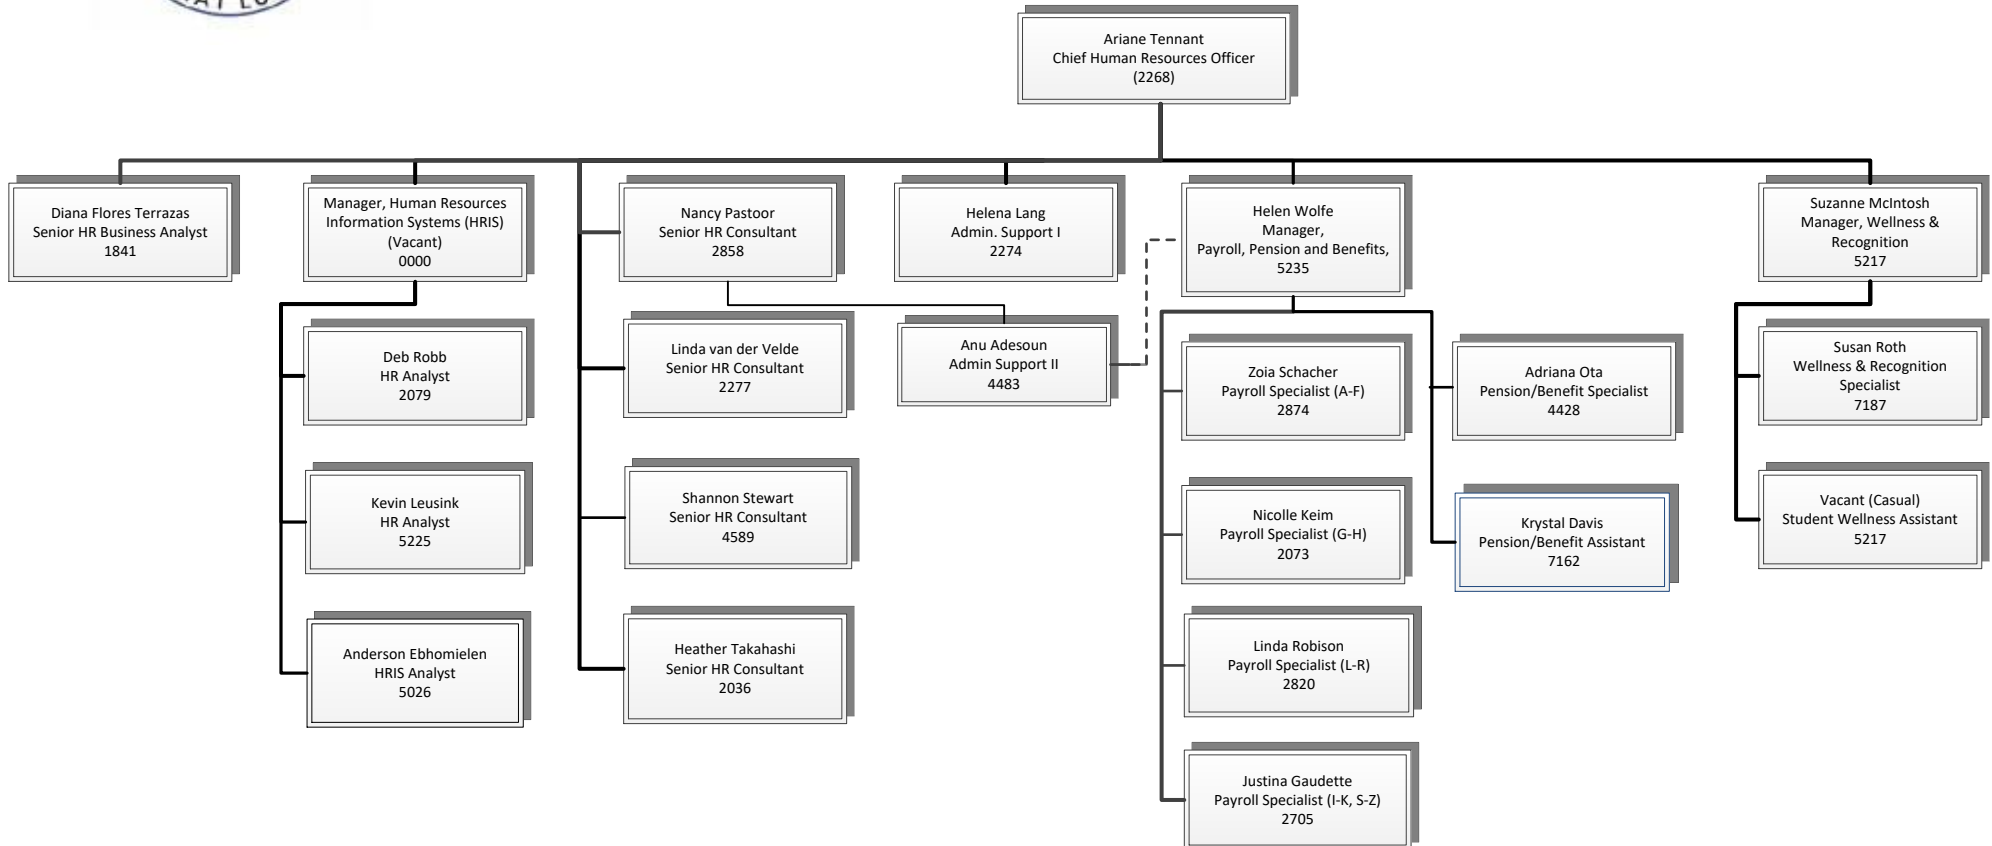 Ariane Tennant
Chief Human Resources Officer
(2268)
Diana Flores Terrazas
Senior HR Business Analyst
1841
Manager, Human Resources
Information Systems (HRIS)
(Vacant)
0000
Nancy Pastoor
Senior HR Consultant
2858
Helena Lang
Admin. Support I
2274
Helen Wolfe
Manager,
Payroll, Pension and Benefits,
5235
Suzanne McIntosh
Manager, Wellness &
Recognition
5217
Deb Robb
HR Analyst
2079
Linda van der Velde
Senior HR Consultant
2277
Anu Adesoun
Admin Support II
4483
Zoia Schacher
Payroll Specialist (A-F)
2874
Adriana Ota
Pension/Benefit Specialist
4428
Susan Roth
Wellness & Recognition
Specialist
7187
Kevin Leusink
HR Analyst
5225
Shannon Stewart
Senior HR Consultant
4589
Nicolle Keim
Payroll Specialist (G-H)
2073
Krystal Davis
Pension/Benefit Assistant
7162
Vacant (Casual)
Student Wellness Assistant
5217
Anderson Ebhomielen
HRIS Analyst
5026
Heather Takahashi
Senior HR Consultant
2036
Linda Robison
Payroll Specialist (L-R)
2820
Justina Gaudette
Payroll Specialist (I-K, S-Z)
2705